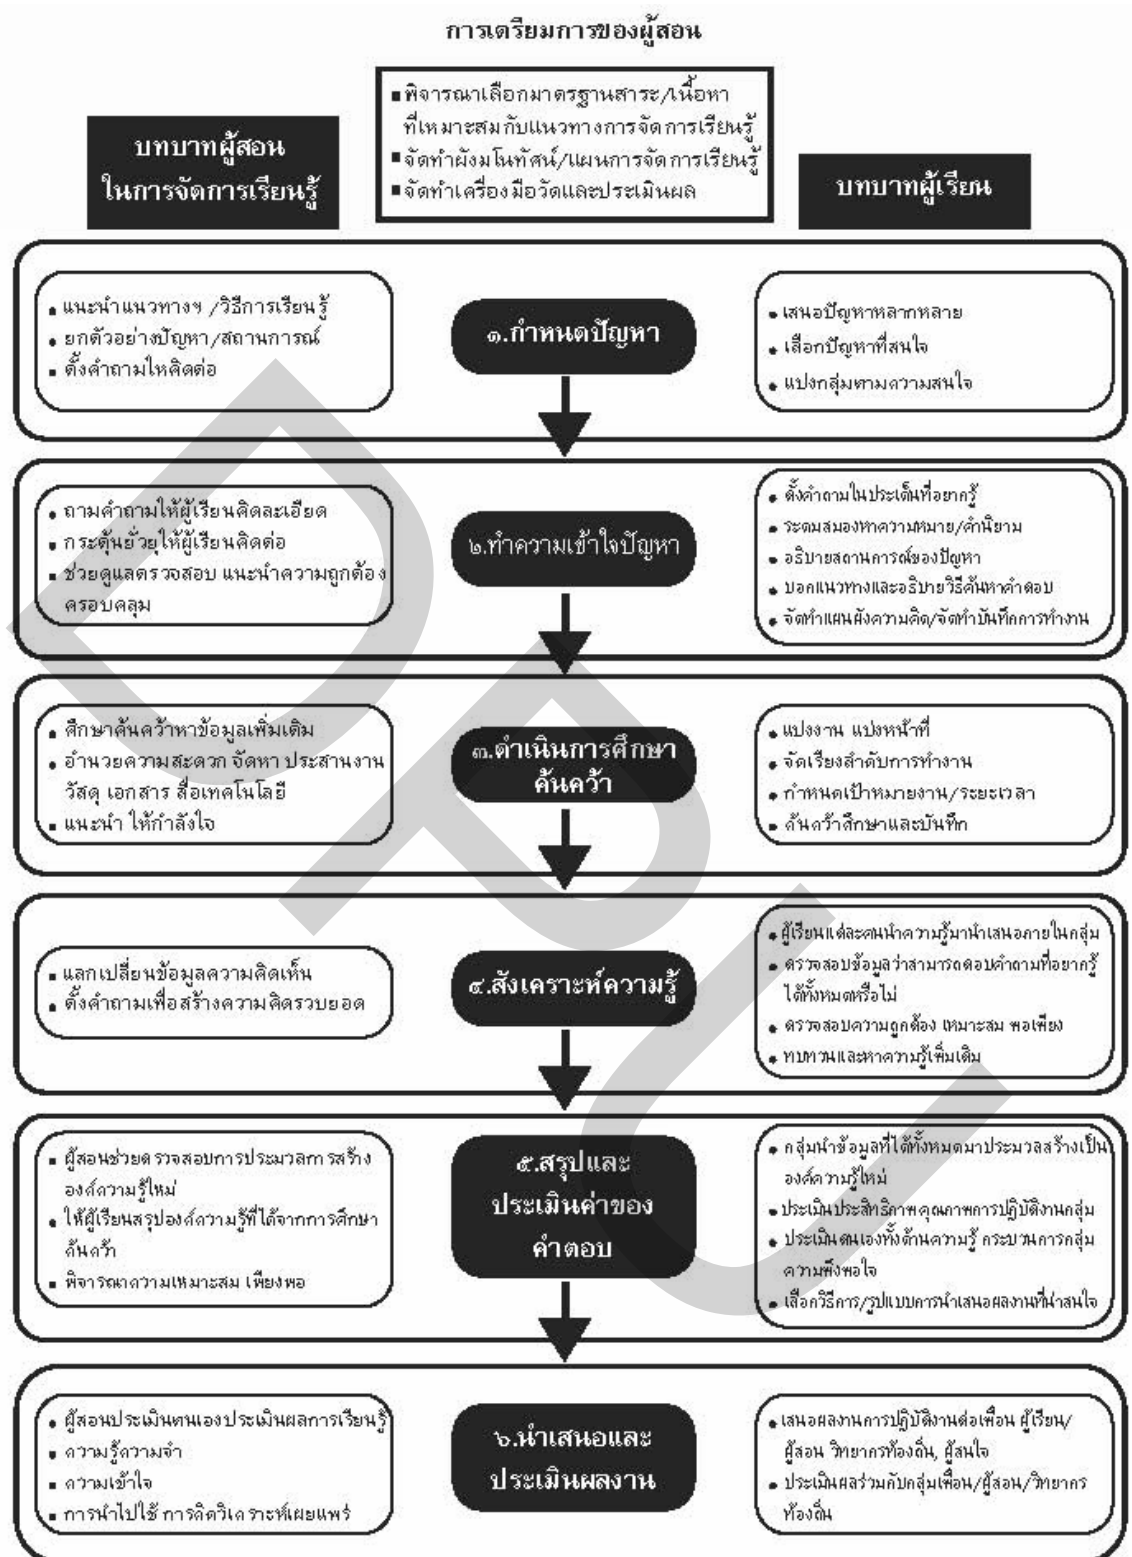 การเตรียมการของผู้สอน
▪ พิจารณาเลือกมาตรฐานสาระ/เนื้อหา
ที่เหมาะสมกับแนวทางการจัดการเรียนรู้
▪ จัดทำผังมโนทัศน์/แผนการจัดการเรียนรู้
▪ จัดทำเครื่องมือวัดและประเมินผล
บทบาทผู้สอน
ในการจัดการเรียนรู้
บทบาทผู้เรียน
• แนะนำแนวทางฯ /วิธีการเรียนรู้
• ยกตัวอย่างปัญหา/สถานการณ์
• ตั้งคำถามให้คิดต่อ
๑.กำหนดปัญหา
• เสนอปัญหาหลากหลาย
• เลือกปัญหาที่สนใจ
• แบ่งกลุ่มตามความสนใจ
• ถามคำถามให้ผู้เรียนคิดละเอียด
• กระตุ้นยั่วยุให้ผู้เรียนคิดต่อ
• ช่วยดูแลตรวจสอบ แนะนำความถูกต้อง
ครอบคลุม
๒.ทำความเข้าใจปัญหา
• ตั้งคำถามในประเด็นที่อยากรู้
• ระดมสมองหาความหมาย/คำนิยาม
• อธิบายสถานการณ์ของปัญหา
• บอกแนวทางและอธิบายวิธีค้นหาคำตอบ
• จัดทำแผนผังความคิด/จัดทำบันทึกการทำงาน
• ศึกษาค้นคว้าหาข้อมูลเพิ่มเติม
• อำนวยความสะดวก จัดหา ประสานงาน
วัสดุ เอกสาร สื่อเทคโนโลยี
• แนะนำ ให้กำลังใจ
๓.ดำเนินการศึกษา
ค้นคว้า
• แบ่งงาน แบ่งหน้าที่
• จัดเรียงลำดับการทำงาน
• กำหนดเป้าหมายงาน/ระยะเวลา
• ค้นคว้าศึกษาและบันทึก
• แลกเปลี่ยนข้อมูลความคิดเห็น
• ตั้งคำถามเพื่อสร้างความคิดรวบยอด
๔.สังเคราะห์ความรู้
• ผู้เรียนแต่ละคนนำความรู้มานำเสนอภายในกลุ่ม
• ตรวจสอบข้อมูลว่าสามารถตอบคำถามที่อยากรู้
ได้ทั้งหมดหรือไม่
• ตรวจสอบความถูกต้อง เหมาะสม พอเพียง
• ทบทวนและหาความรู้เพิ่มเติม
▪ ผู้สอนช่วยตรวจสอบการประมวลการสร้าง
องค์ความรู้ใหม่
▪ ให้ผู้เรียนสรุปองค์ความรู้ที่ได้จากการศึกษา
ค้นคว้า
▪ พิจารณาความเหมาะสม เพียงพอ
๕.สรุปและ
ประเมินค่าของ
คำตอบ
• กลุ่มนำข้อมูลที่ได้ทั้งหมดมาประมวลสร้างเป็น
องค์ความรู้ใหม่
• ประเมินประสิทธิภาพคุณภาพการปฏิบัติงานกลุ่ม
• ประเมินตนเองทั้งด้านความรู้ กระบวนการกลุ่ม
ความพึงพอใจ
• เลือกวิธีการ/รูปแบบการนำเสนอผลงานที่น่าสนใจ
• ผู้สอนประเมินตนเองประเมินผลการเรียนรู้
• ความรู้ความจำ
• ความเข้าใจ
• การนำไปใช้ การคิดวิเคราะห์เผยแพร่
๖.นำเสนอและ
ประเมินผลงาน
• เสนอผลงานการปฏิบัติงานต่อเพื่อน ผู้เรียน/
ผู้สอน วิทยากรท้องถิ่น, ผู้สนใจ
• ประเมินผลร่วมกับกลุ่มเพื่อน/ผู้สอน/วิทยากร
ท้องถิ่น
DPU